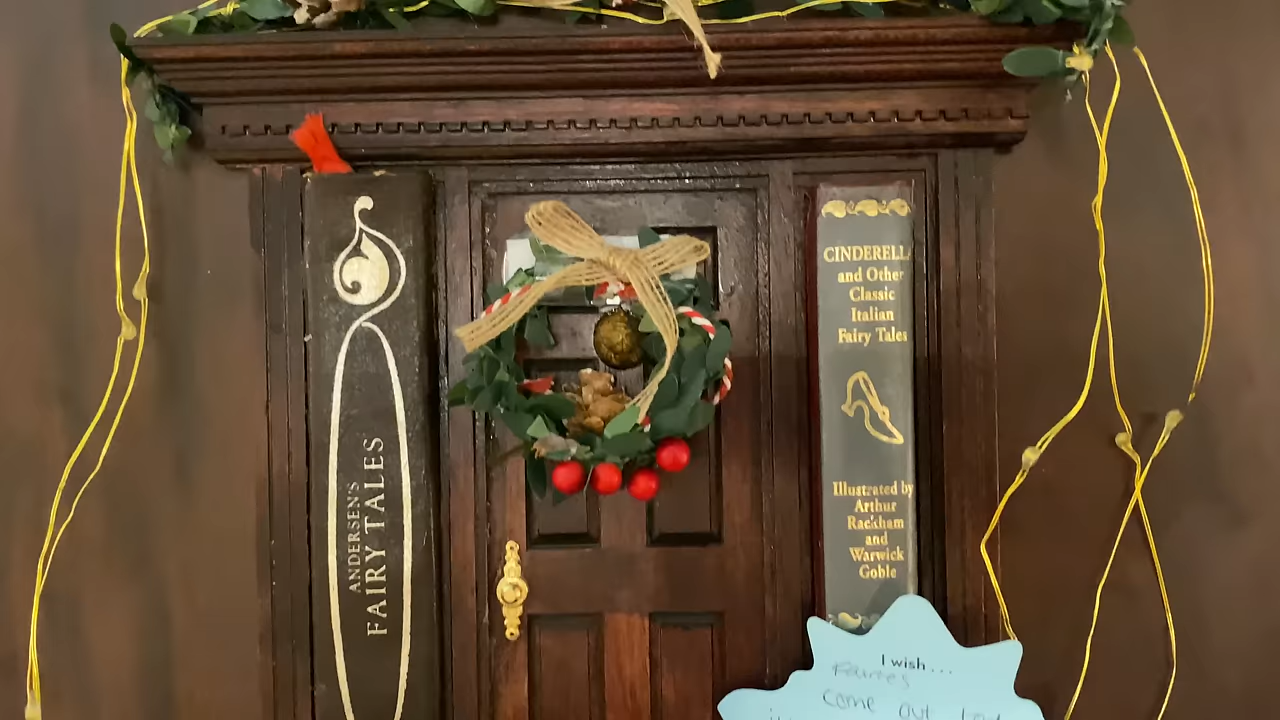 ANDERSEN'S
FAIRY TALES
CINDERELLA
and Other
Classic
Italian
Fairy Tales
Illustrated by
Arthur
Rackham
and
Warwick
Goble
I wish...
Fairies
come out